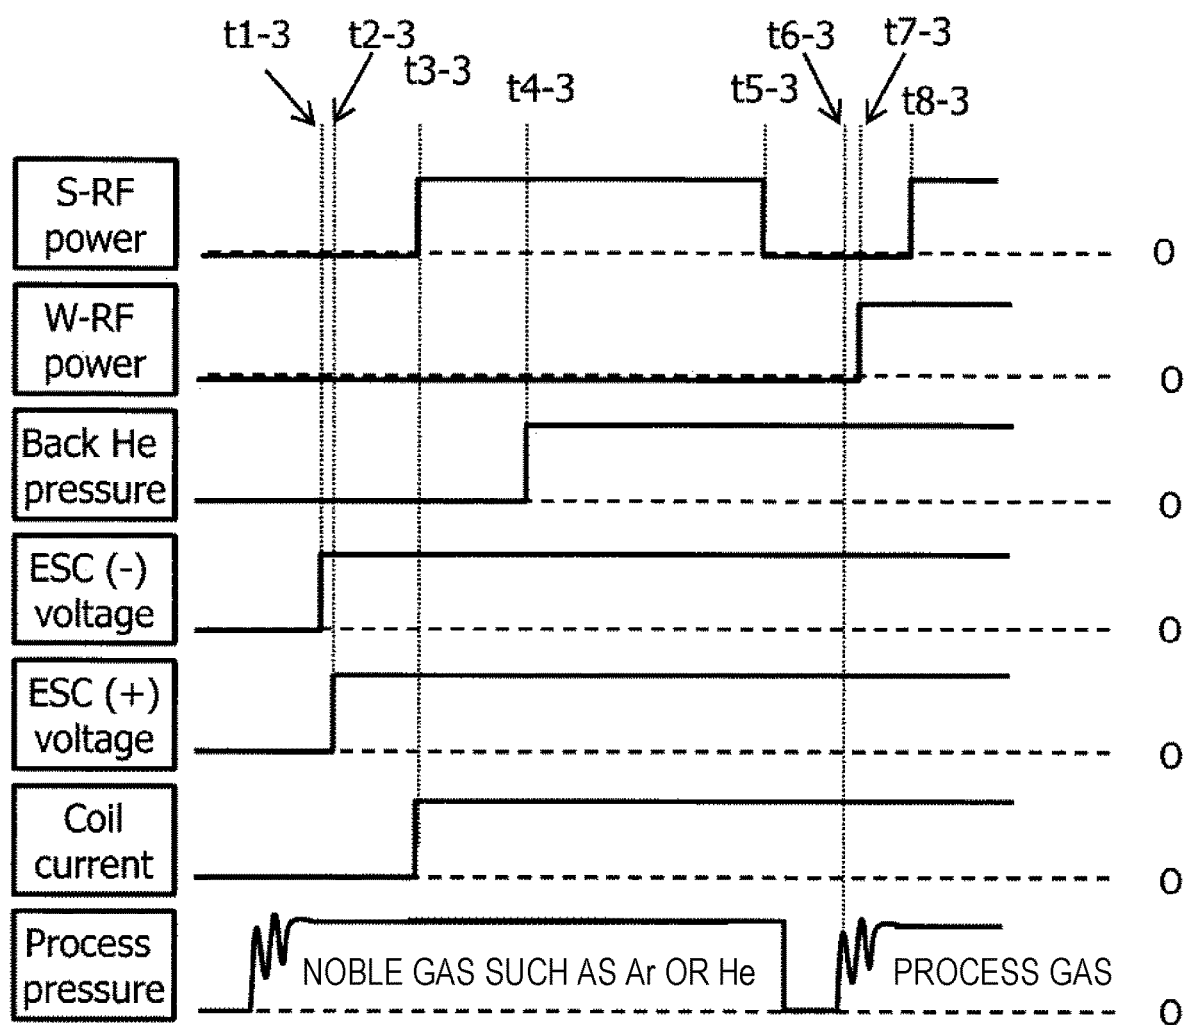 t1-3
t2-3
t3-3
t4-3
t5-3
t6-3
t7-3
t8-3
S-RF
power
0
W-RF
power
0
Back He
pressure
0
ESC (-)
voltage
0
ESC (+)
voltage
0
Coil
current
0
Process
pressure
NOBLE GAS SUCH AS Ar OR He
PROCESS GAS
0